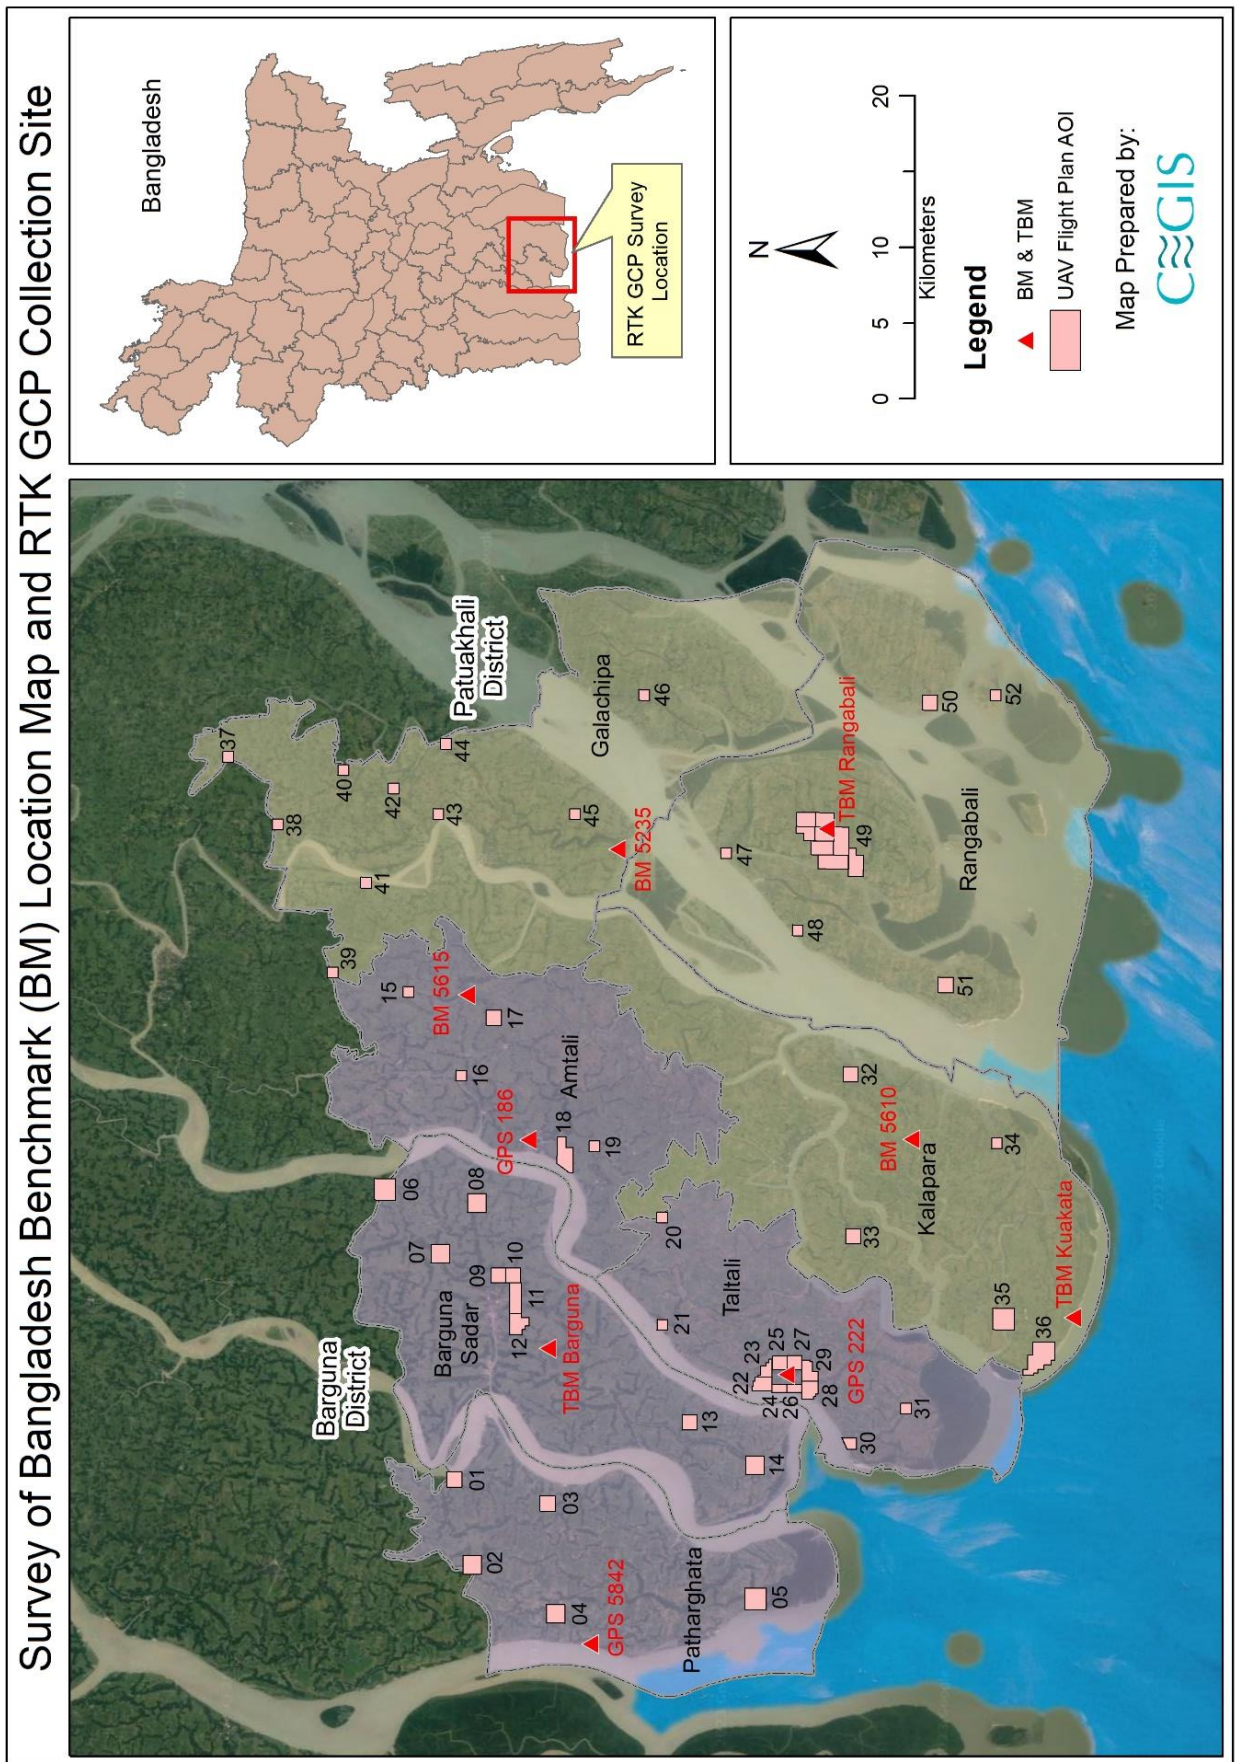 Survey of Bangladesh Benchmark (BM) Location Map and RTK GCP Collection Site
Barguna
District
Patuakhali
District
37
38
39
40
41
42
43
44
45
46
Galachipa
BM 5235
15
BM 5615
16
17
Amtali
GPS 186
18
19
06
07
08
09
10
11
12
Barguna
Sadar
TBM Barguna
01
02
03
04
GPS 5842
Patharghata
05
13
14
20
21
Taltali
22
23
24
25
26
27
28
29
GPS 222
30
31
32
33
BM 5610
Kalapara
34
35
36
TBM Kuakata
47
48
49
TBM Rangabali
Rangabali
50
51
52
Bangladesh
RTK GCP Survey
Location
N
0
5
10
20
Kilometers
Legend
BM & TBM
UAV Flight Plan AOI
Map Prepared by:
CEGIS